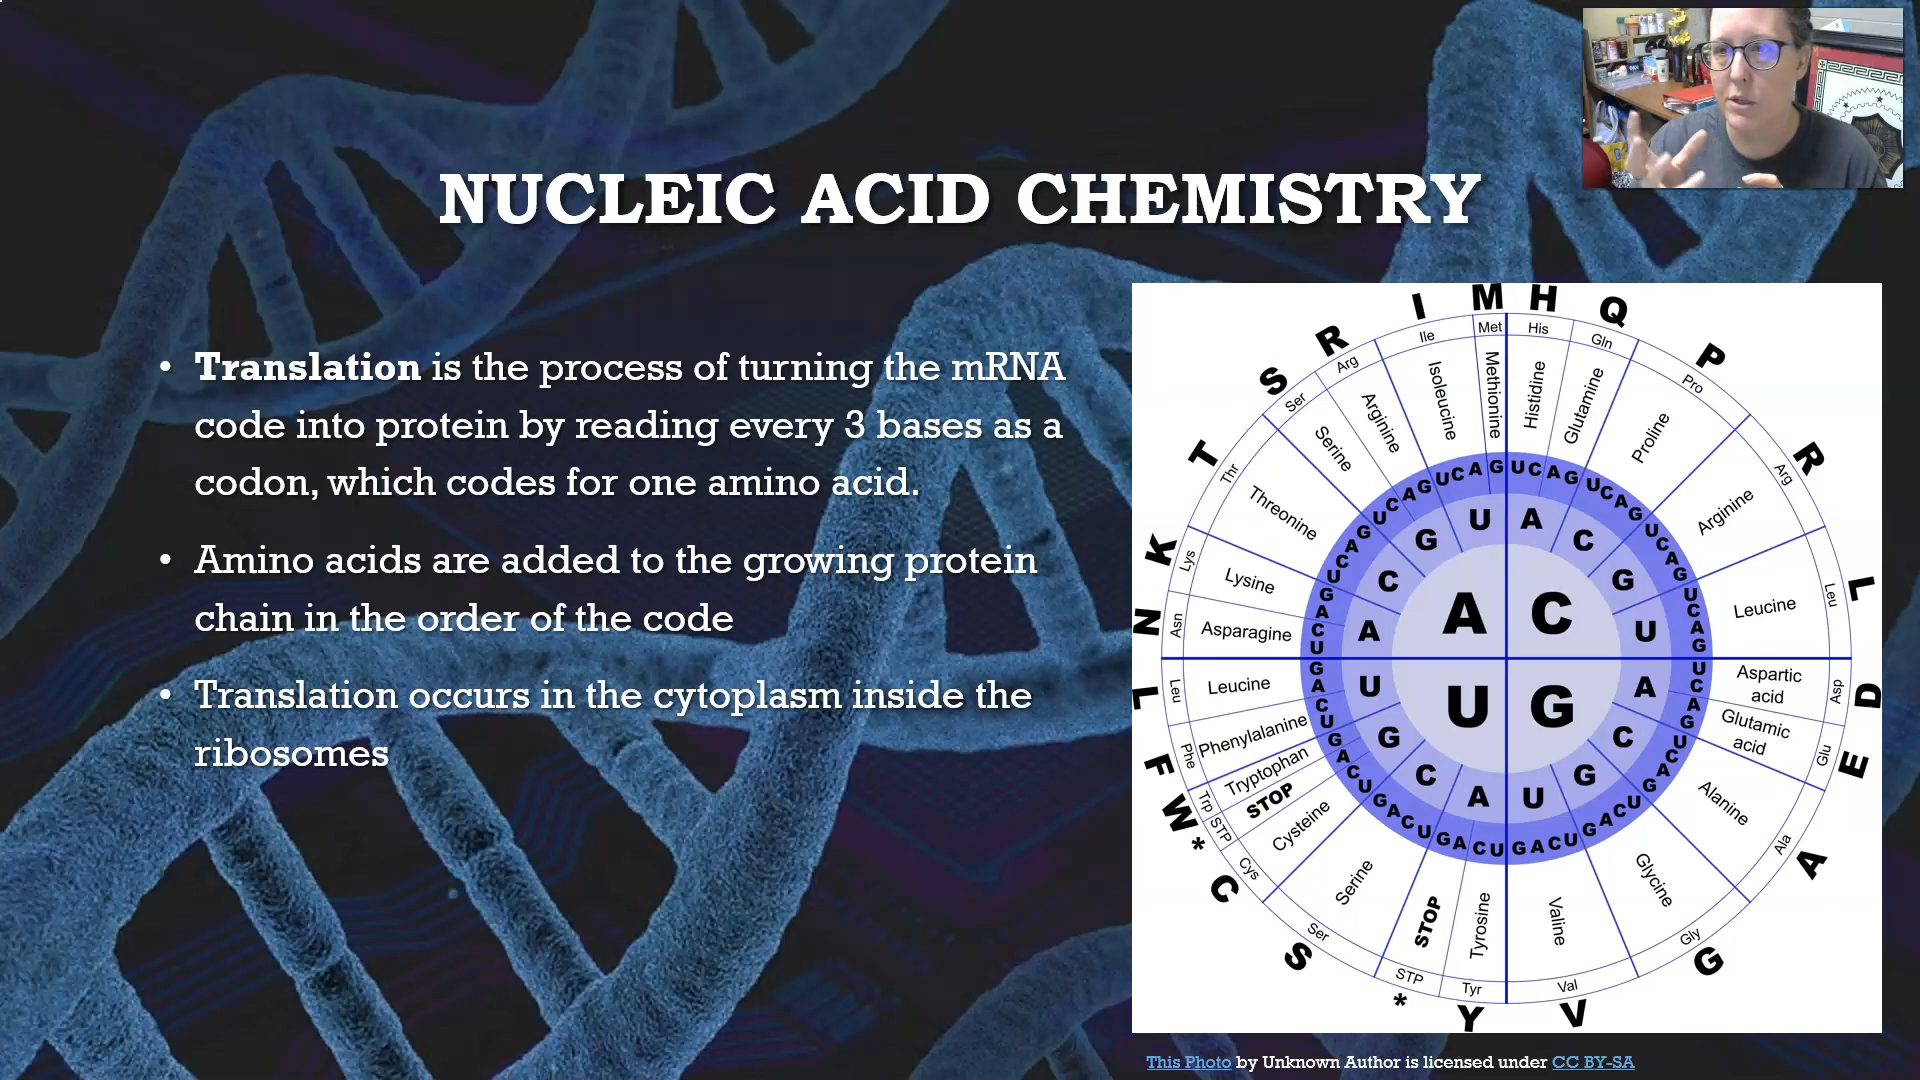 NUCLEIC ACID CHEMISTRY
• Translation is the process of turning the mRNA
code into protein by reading every 3 bases as a
codon, which codes for one amino acid.
• Amino acids are added to the growing protein
chain in the order of the code
• Translation occurs in the cytoplasm inside the
ribosomes
M H Q P R L D E A G V Y * S C * W F L N K T S R I
Met His Gln Pro Arg Leu Asp Glu Ala Gly Val Tyr STP Ser Cys STP Trp Phe Leu Asn Lys Thr Ser Arg Ile
Methionine
Histidine
Glutamine
Proline
Arginine
Leucine
Aspartic
acid
Glutamic
acid
Alanine
Glycine
Valine
Tyrosine
STOP
Serine
Cysteine
STOP
Tryptophan
Phenylalanine
Leucine
Asparagine
Lysine
Threonine
Serine
Arginine
Isoleucine
U C A G U C A G U C A G U C A G
U C A G U C A G U C A G U C A G
U C A G U C A G U C A G U C A G
U C A G U C A G U C A G U C A G
A C G U
A C G U
A C G U
A C G U
A C
U G
This Photo by Unknown Author is licensed under CC BY-SA